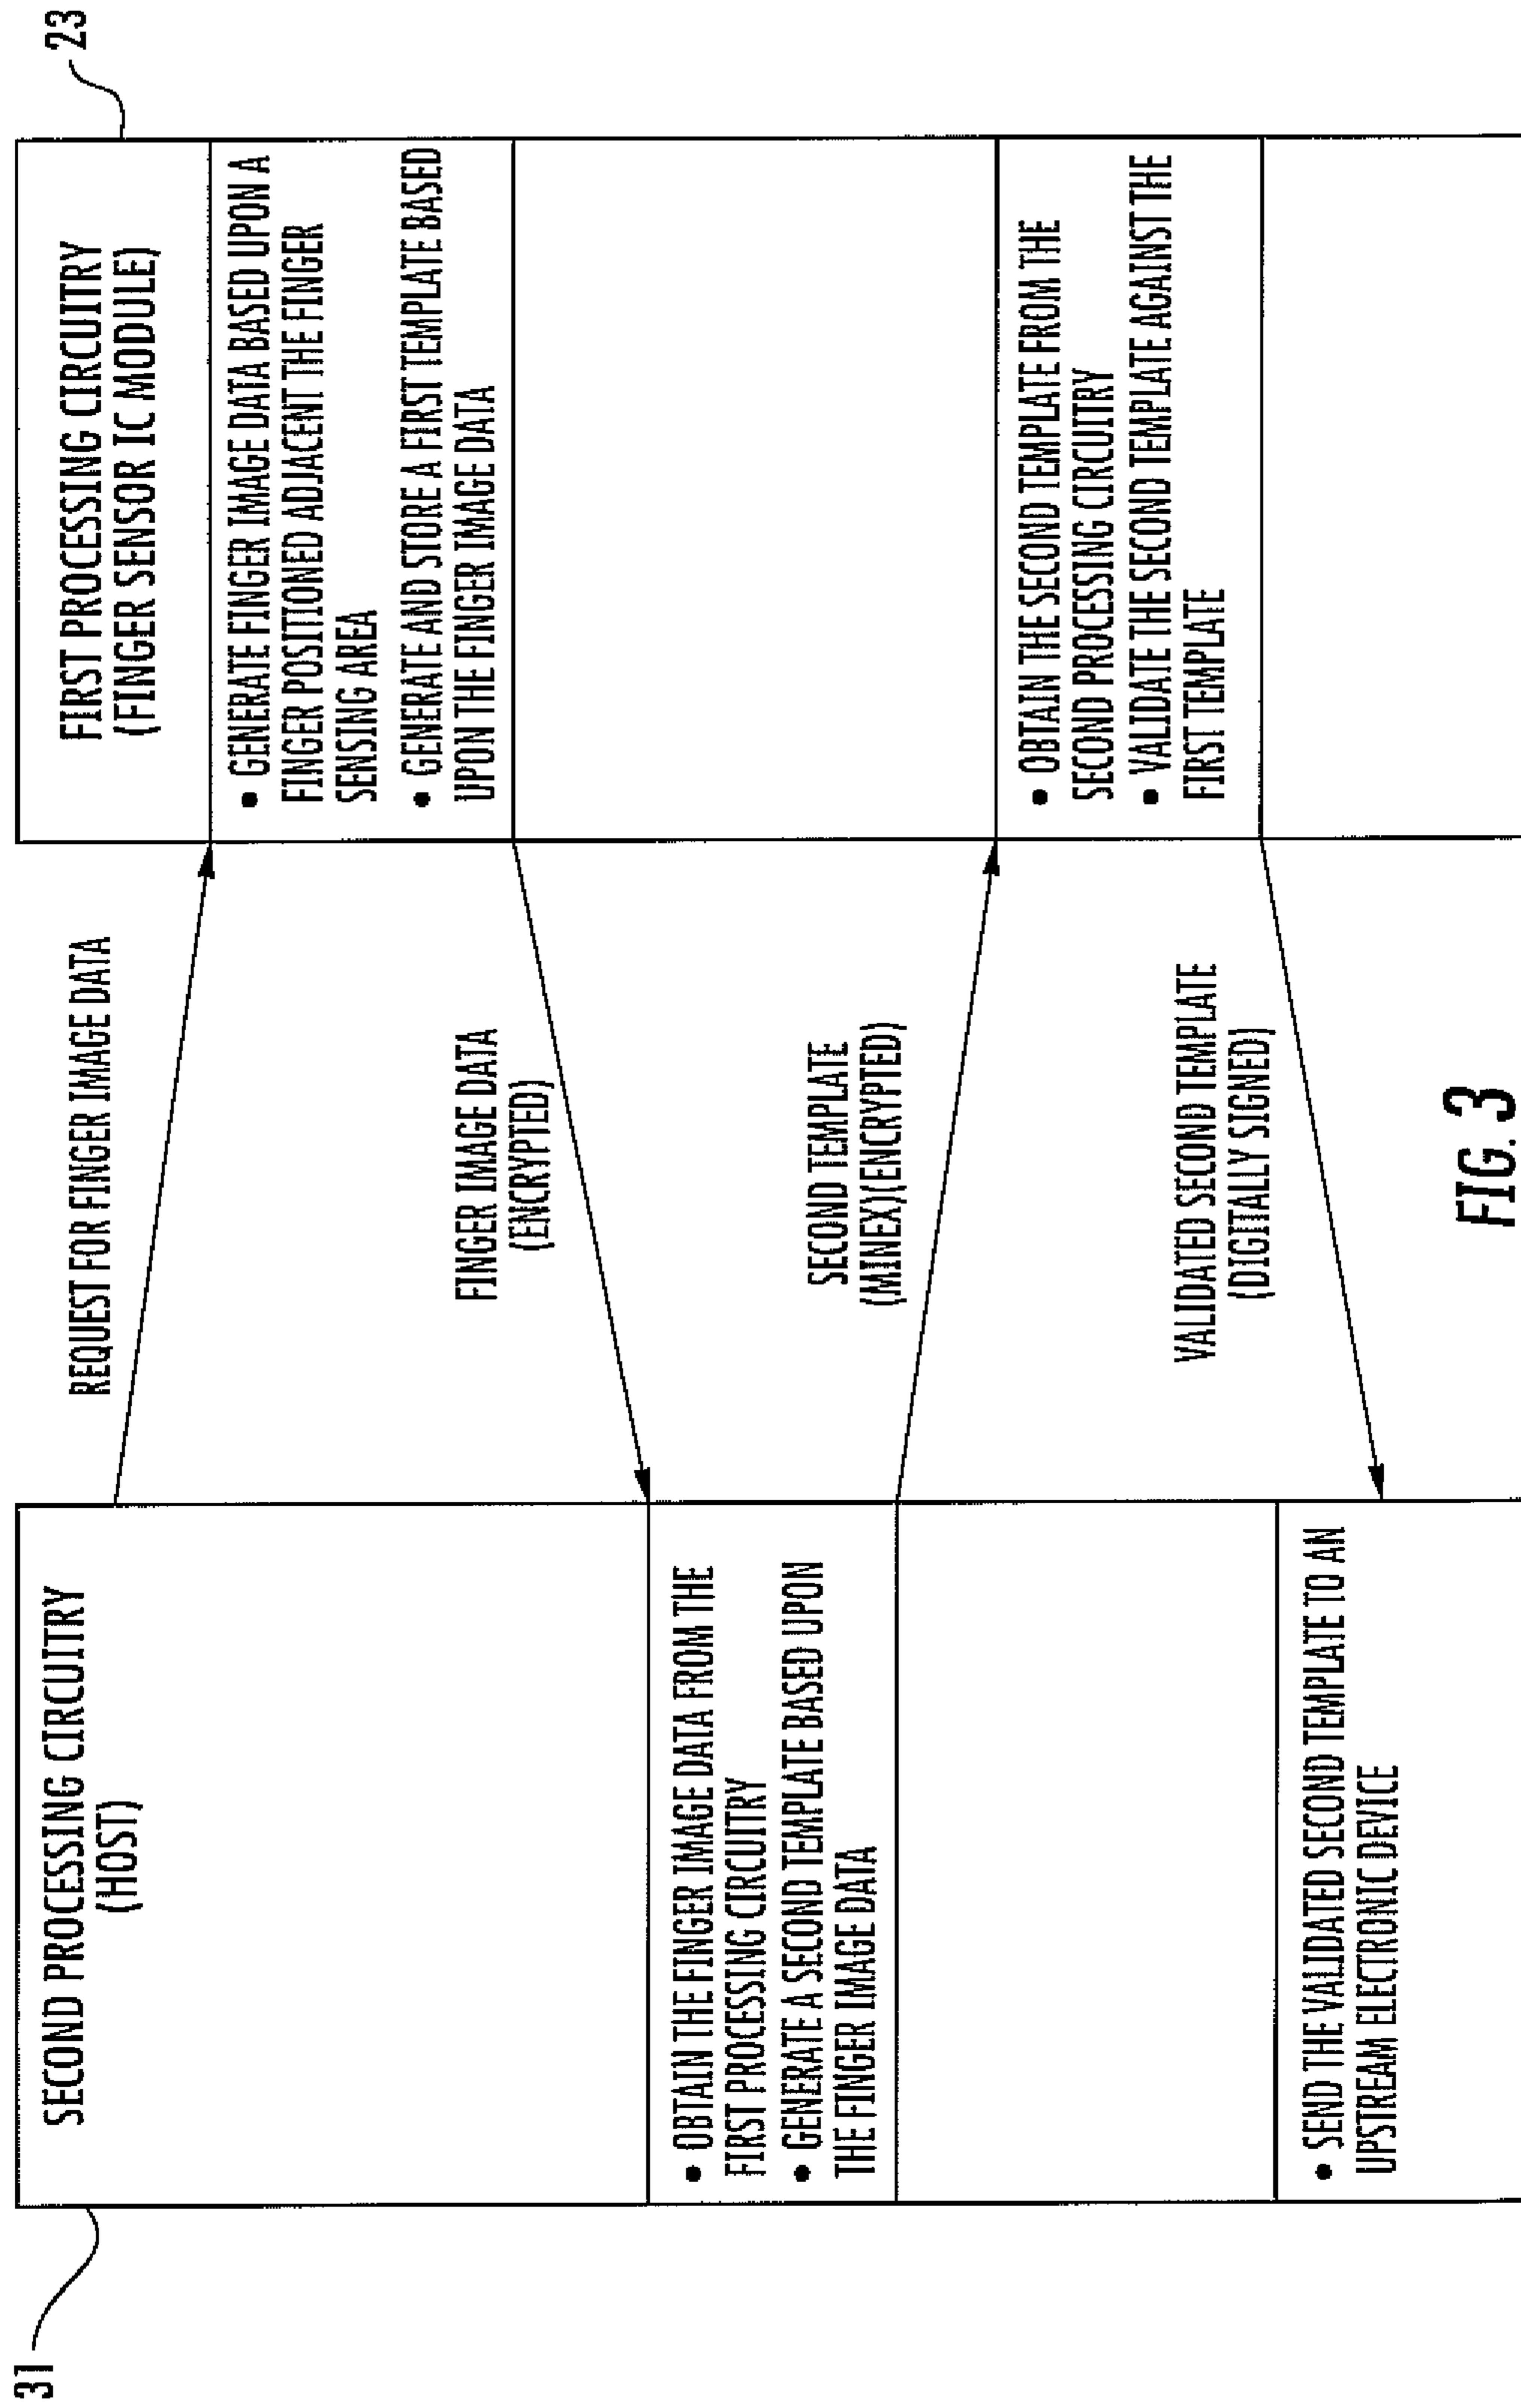 31
SECOND PROCESSING CIRCUITRY
(HOST)
23
FIRST PROCESSING CIRCUITRY
(FINGER SENSOR IC MODULE)
REQUEST FOR FINGER IMAGE DATA
• GENERATE FINGER IMAGE DATA BASED UPON A
FINGER POSITIONED ADJACENT THE FINGER
SENSING AREA
• GENERATE AND STORE A FIRST TEMPLATE BASED
UPON THE FINGER IMAGE DATA
FINGER IMAGE DATA
(ENCRYPTED)
• OBTAIN THE FINGER IMAGE DATA FROM THE
FIRST PROCESSING CIRCUITRY
• GENERATE A SECOND TEMPLATE BASED UPON
THE FINGER IMAGE DATA
SECOND TEMPLATE
(MINEX)(ENCRYPTED)
• OBTAIN THE SECOND TEMPLATE FROM THE
SECOND PROCESSING CIRCUITRY
• VALIDATE THE SECOND TEMPLATE AGAINST THE
FIRST TEMPLATE
VALIDATED SECOND TEMPLATE
(DIGITALLY SIGNED)
• SEND THE VALIDATED SECOND TEMPLATE TO AN
UPSTREAM ELECTRONIC DEVICE
FIG. 3